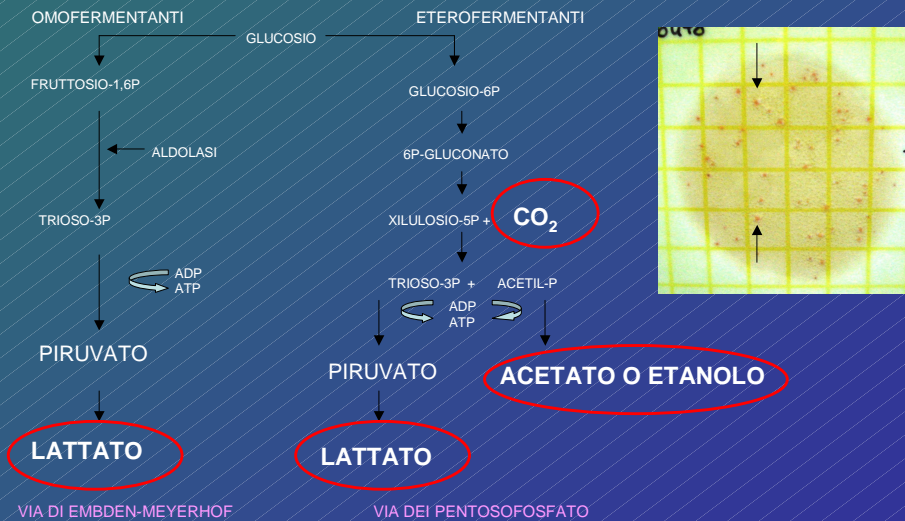 OMOFERMENTANTI
ETEROFERMENTANTI
GLUCOSIO
FRUTTOSIO-1,6P
GLUCOSIO-6P
ALDOLASI
6P-GLUCONATO
TRIOSO-3P
XILULOSIO-5P + CO₂
ADP
ATP
TRIOSO-3P + ACETIL-P
ADP
ATP
PIRUVATO
PIRUVATO
ACETATO O ETANOLO
LATTATO
LATTATO
VIA DI EMBDEN-MEYERHOF
VIA DEI PENTOSOFOSFATO